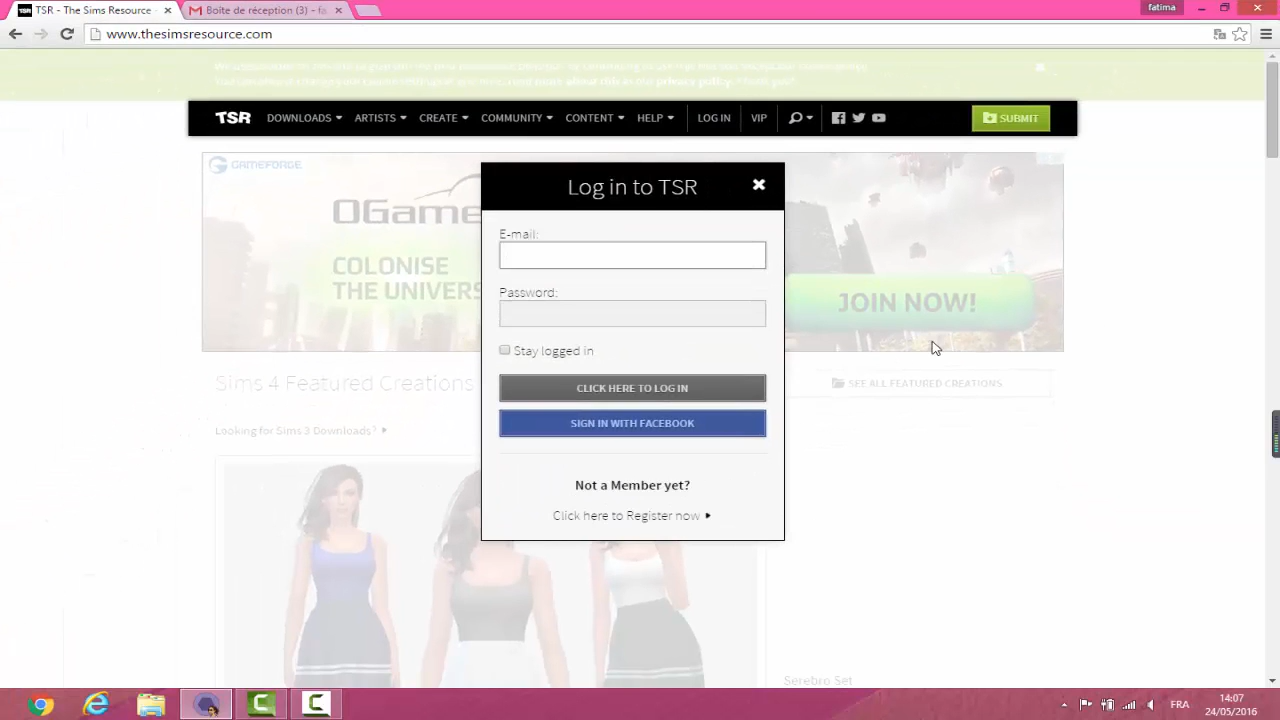 TSR - The Sims Resource -
Boîte de réception (3) - fa
fatima
www.thesimsresource.com
TSR DOWNLOADS ARTISTS CREATE COMMUNITY CONTENT HELP LOG IN VIP SUBMIT
GAMEFORGE
OGame
COLONISE
THE UNIVERS
JOIN NOW!
Log in to TSR
E-mail:
Password:
Stay logged in
CLICK HERE TO LOG IN
SIGN IN WITH FACEBOOK
Not a Member yet?
Click here to Register now
Sims 4 Featured Creations
SEE ALL FEATURED CREATIONS
Looking for Sims 3 Downloads?
Serebro Set
FRA
14:07
24/05/2016